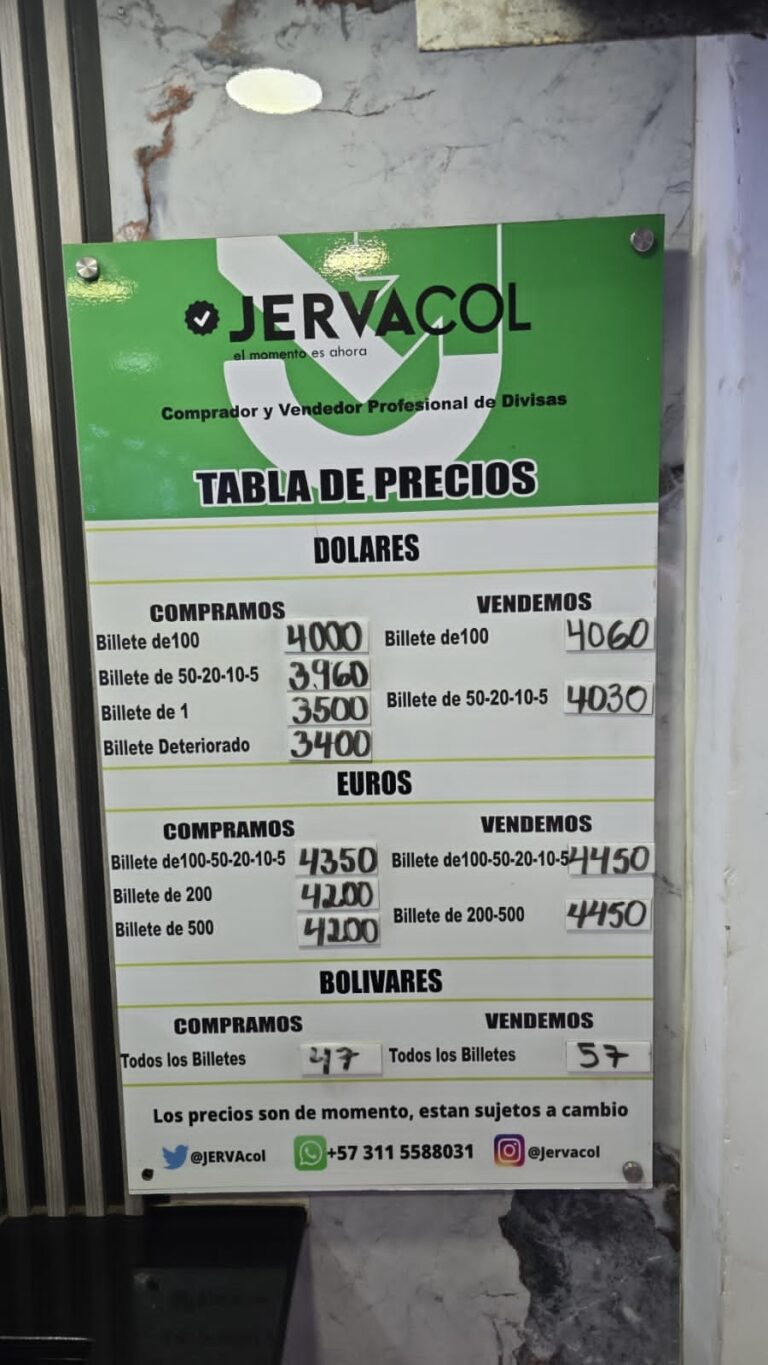 JERVACOL
el momento es ahora
Comprador y Vendedor Profesional de Divisas
TABLA DE PRECIOS
DOLARES
COMPRAMOS VENDEMOS
Billete de100 4000 Billete de100 4060
Billete de 50-20-10-5 3960
Billete de 50-20-10-5 4030
Billete de 1 3500
Billete Deteriorado 3400
EUROS
COMPRAMOS VENDEMOS
Billete de100-50-20-10-5 4350 Billete de100-50-20-10-5 4450
Billete de 200 4200
Billete de 200-500 4450
Billete de 500 4200
BOLIVARES
COMPRAMOS VENDEMOS
Todos los Billetes 47 Todos los Billetes 57
Los precios son de momento, estan sujetos a cambio
@JERVAcol +57 311 5588031 @Jervacol